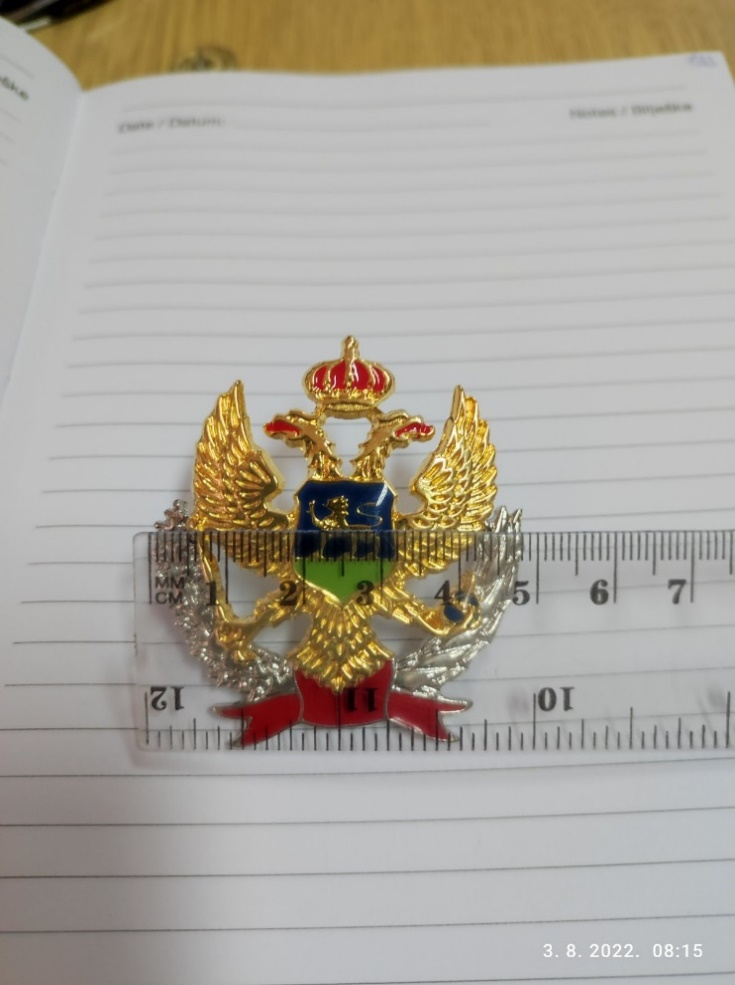 Date / Datum:
Notes / Bilješke
MM
CM 1 2 3 4 5 6 7
12 11 10
3. 8. 2022. 08:15